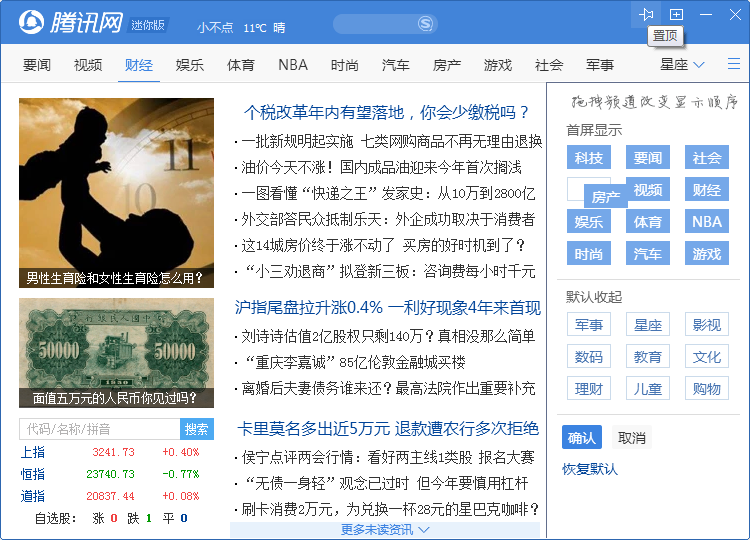 腾讯网 迷你版 小不点 11℃ 晴
置顶
要闻 视频 财经 娱乐 体育 NBA 时尚 汽车 房产 游戏 社会 军事 星座
男性生育险和女性生育险怎么用？
50000 50000
1950
面值五万元的人民币你见过吗？
代码/名称/拼音 搜索
上指 3241.73 +0.40%
恒指 23740.73 -0.77%
道指 20837.44 +0.08%
自选股： 涨 0 跌 1 平 0
个税改革年内有望落地，你会少缴税吗？
· 一批新规明起实施 七类网购商品不再无理由退换
· 油价今天不涨！国内成品油迎来今年首次搁浅
· 一图看懂“快递之王”发家史：从10万到2800亿
· 外交部答民众抵制乐天：外企成功取决于消费者
· 这14城房价终于涨不动了 买房的好时机到了？
· “小三劝退商”拟登新三板：咨询费每小时千元
沪指尾盘拉升涨0.4% 一利好现象4年来首现
· 刘诗诗估值2亿股权只剩140万？真相没那么简单
· “重庆李嘉诚”85亿伦敦金融城买楼
· 离婚后夫妻债务谁来还？最高法院作出重要补充
卡里莫名多出近5万元 退款遭农行多次拒绝
· 侯宁点评两会行情：看好两主线1类股 报名大赛
· “无债一身轻”观念已过时 但今年要慎用杠杆
· 刷卡消费2万元，为兑换一杯28元的星巴克咖啡？
更多未读资讯
拖拽频道改变显示顺序
首屏显示
科技 要闻 社会
房产 视频 财经
娱乐 体育 NBA
时尚 汽车 游戏
默认收起
军事 星座 影视
数码 教育 文化
理财 儿童 购物
确认 取消
恢复默认